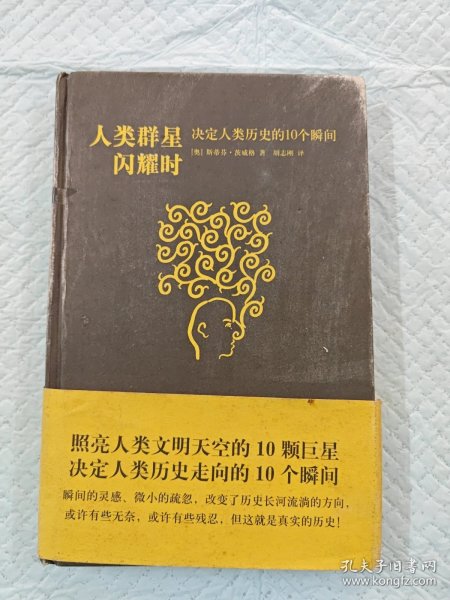 人类群星
闪耀时
决定人类历史的10个瞬间
[奥] 斯蒂芬·茨威格 著 胡志刚 译
照亮人类文明天空的10颗巨星
决定人类历史走向的10个瞬间
瞬间的灵感、微小的疏忽,改变了历史长河流淌的方向,
或许有些无奈,或许有些残忍,但这就是真实的历史!
孔夫子旧书网
www.kongfz.com